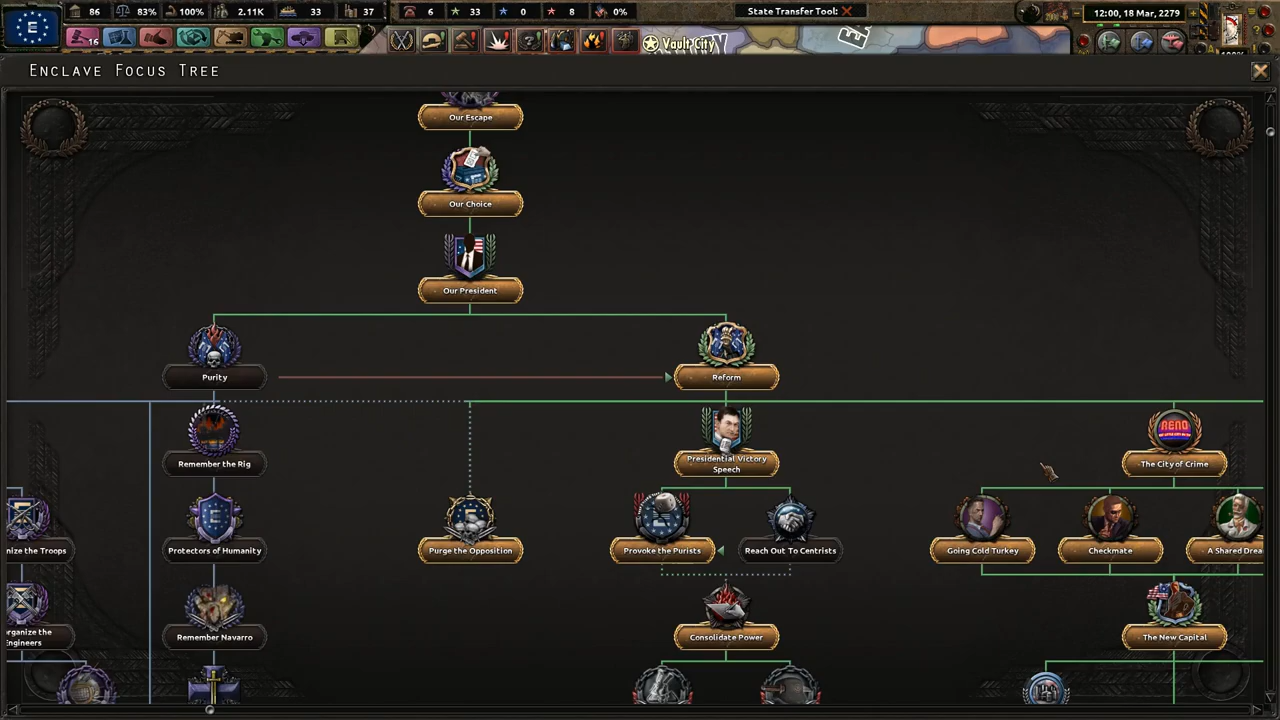 86 83% 100% 2.11K 33 37 6 33 0 8 0% State Transfer Tool: 12:00, 18 Mar, 2279
E
16
Vault City
ENCLAVE FOCUS TREE
Our Escape
Our Choice
Our President
Purity
Reform
RENO
Remember the Rig
Presidential Victory
Speech
The City of Crime
nize the Troops
Protectors of Humanity
Purge the Opposition
Provoke the Purists
Reach Out To Centrists
Going Cold Turkey
Checkmate
A Shared Drea
organize the
Engineers
Remember Navarro
Consolidate Power
The New Capital